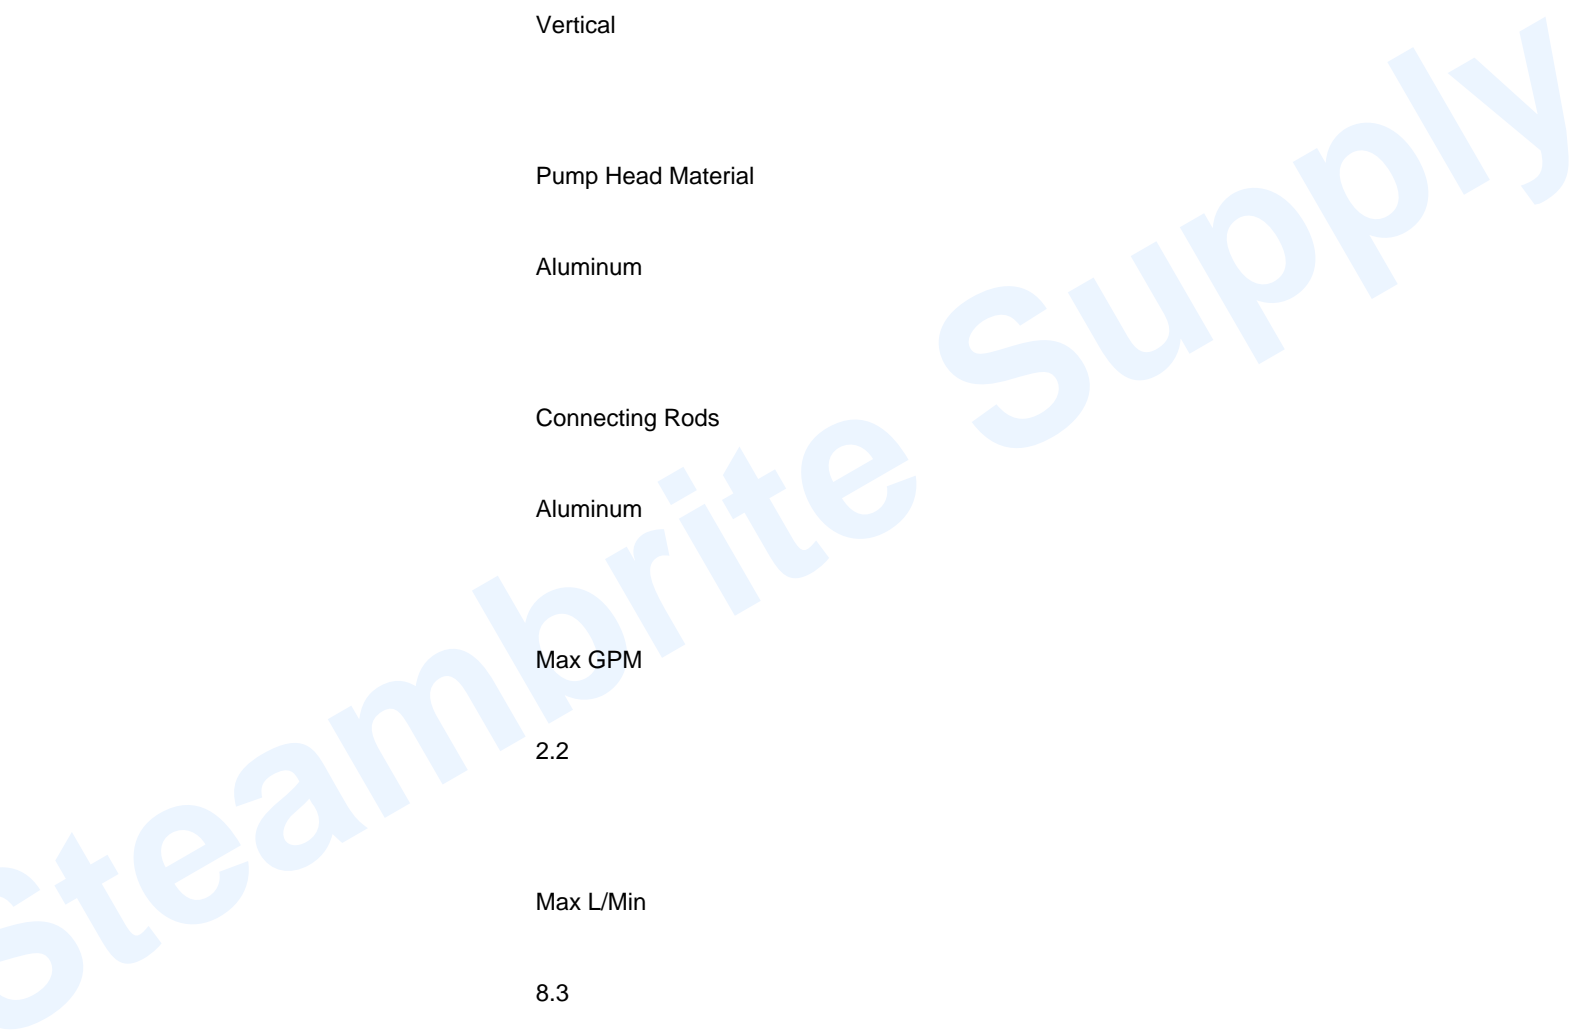 Vertical
Pump Head Material
Aluminum
Connecting Rods
Aluminum
Max GPM
2.2
Max L/Min
8.3
Steambrite Supply